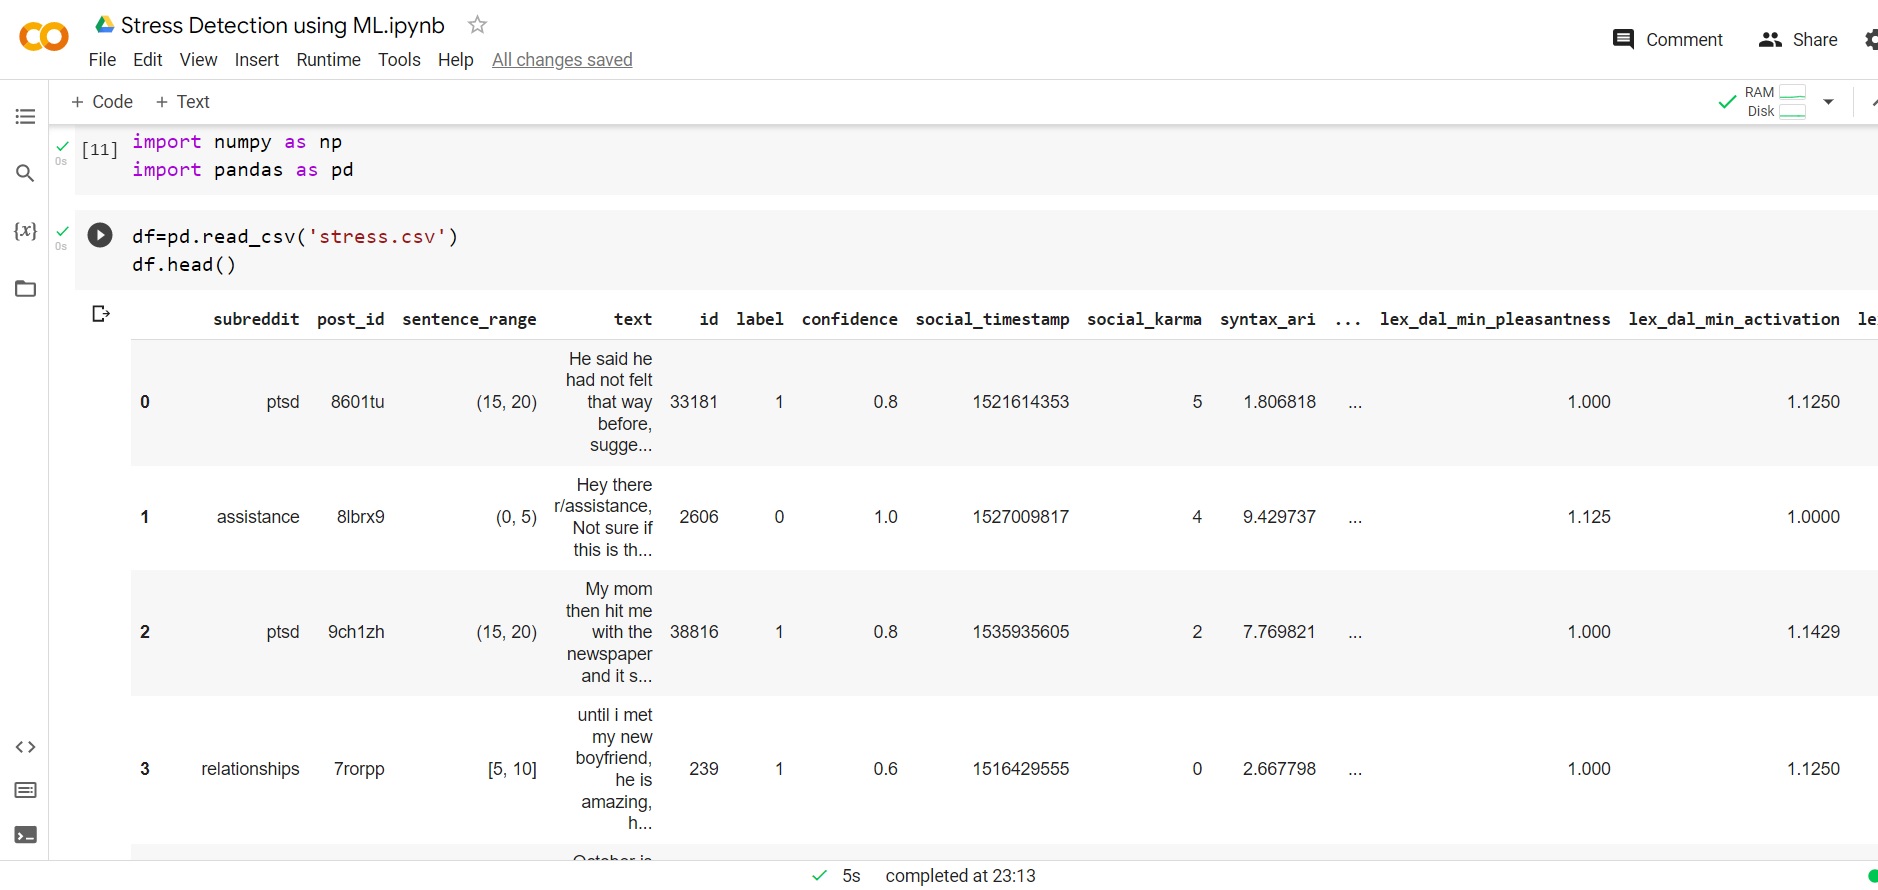 Stress Detection using ML.ipynb
Comment Share
File Edit View Insert Runtime Tools Help All changes saved
+ Code + Text
RAM
Disk
[11] import numpy as np
0s
import pandas as pd
{x}
df=pd.read_csv('stress.csv')
0s
df.head()
subreddit post_id sentence_range text id label confidence social_timestamp social_karma syntax_ari ... lex_dal_min_pleasantness lex_dal_min_activation le
He said he
had not felt
0 ptsd 8601tu (15, 20) that way 33181 1 0.8 1521614353 5 1.806818 ... 1.000 1.1250
before,
sugge...
Hey there
r/assistance,
1 assistance 8lbrx9 (0, 5) Not sure if 2606 0 1.0 1527009817 4 9.429737 ... 1.125 1.0000
this is th...
My mom
then hit me
2 ptsd 9ch1zh (15, 20) with the 38816 1 0.8 1535935605 2 7.769821 ... 1.000 1.1429
newspaper
and it s...
until i met
my new
boyfriend,
3 relationships 7rorpp [5, 10] he is 239 1 0.6 1516429555 0 2.667798 ... 1.000 1.1250
amazing,
h...
October is
5s completed at 23:13